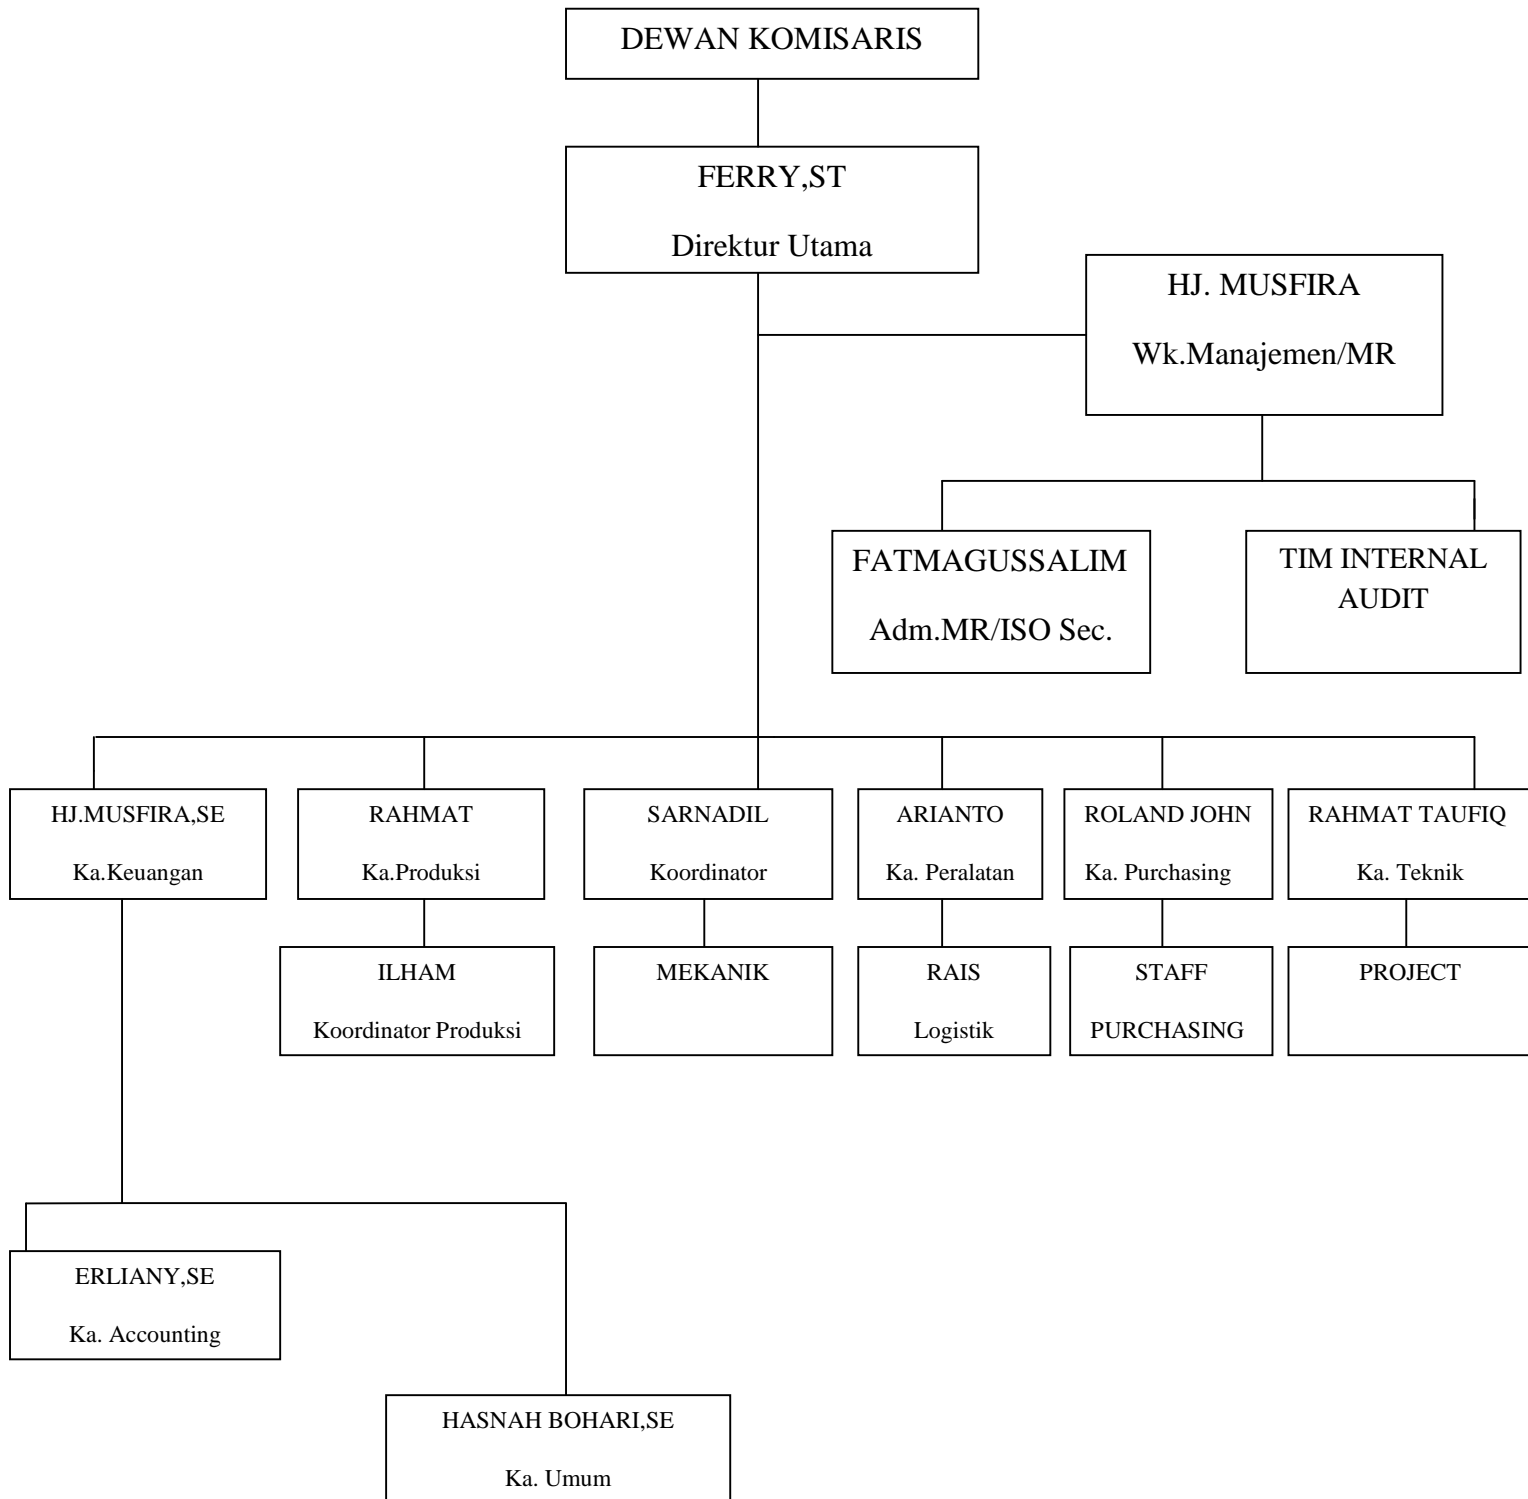 DEWAN KOMISARIS
FERRY,ST
Direktur Utama
HJ. MUSFIRA
Wk.Manajemen/MR
FATMAGUSSALIM
Adm.MR/ISO Sec.
TIM INTERNAL
AUDIT
HJ.MUSFIRA,SE
Ka.Keuangan
RAHMAT
Ka.Produksi
SARNADIL
Koordinator
ARIANTO
Ka. Peralatan
ROLAND JOHN
Ka. Purchasing
RAHMAT TAUFIQ
Ka. Teknik
ILHAM
Koordinator Produksi
MEKANIK
RAIS
Logistik
STAFF
PURCHASING
PROJECT
ERLIANY,SE
Ka. Accounting
HASNAH BOHARI,SE
Ka. Umum